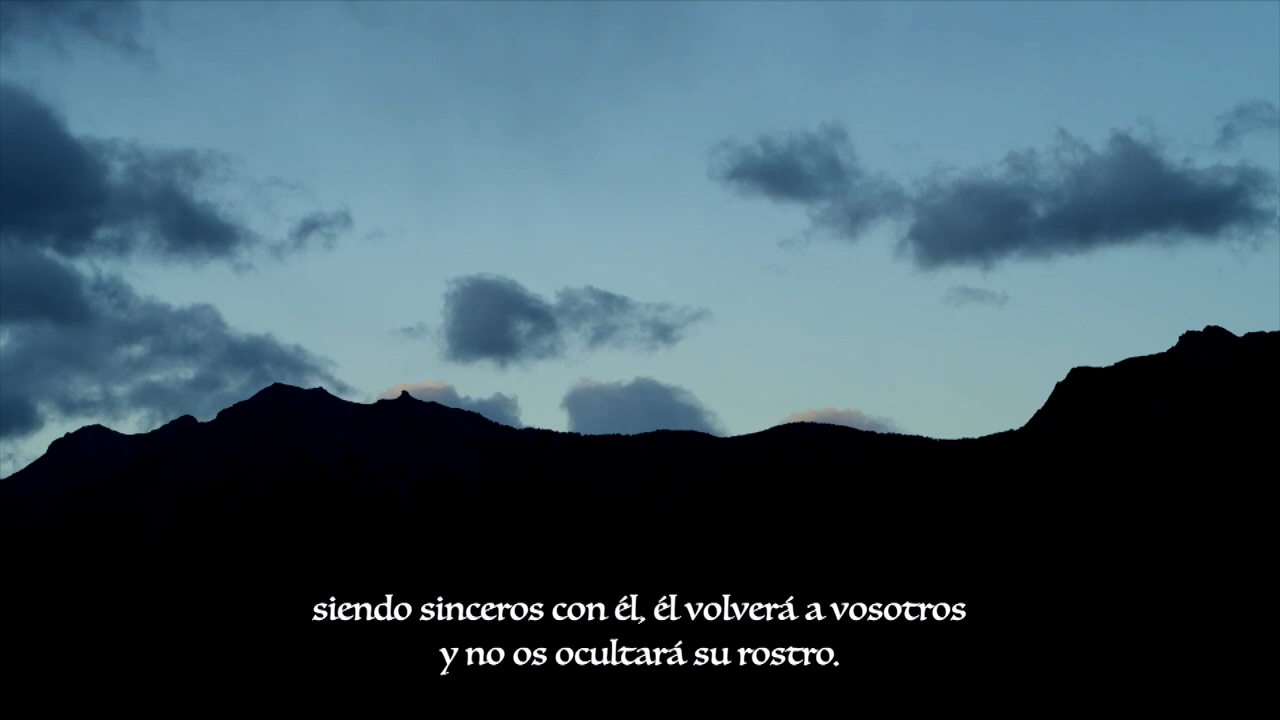 siendo sinceros con él, él volverá a vosotros
y no os ocultará su rostro.